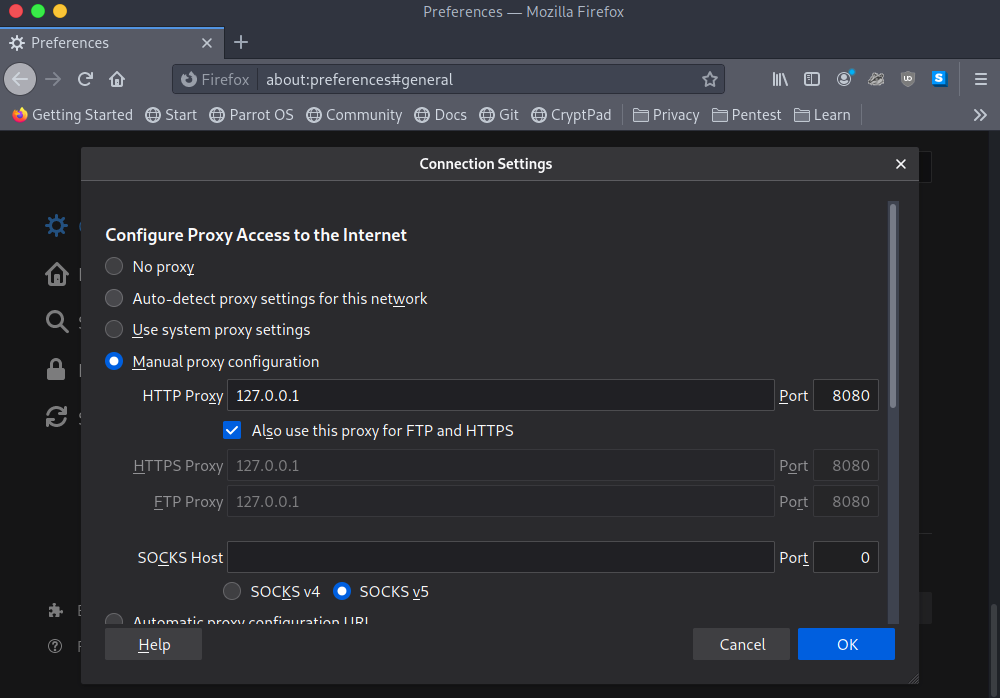 Preferences — Mozilla Firefox
Preferences
Firefox about:preferences#general
Getting Started Start Parrot OS Community Docs Git CryptPad Privacy Pentest Learn
Connection Settings
Configure Proxy Access to the Internet
No proxy
Auto-detect proxy settings for this network
Use system proxy settings
Manual proxy configuration
HTTP Proxy 127.0.0.1 Port 8080
Also use this proxy for FTP and HTTPS
HTTPS Proxy 127.0.0.1 Port 8080
FTP Proxy 127.0.0.1 Port 8080
SOCKS Host Port 0
SOCKS v4 SOCKS v5
Automatic proxy configuration URL
Help Cancel OK